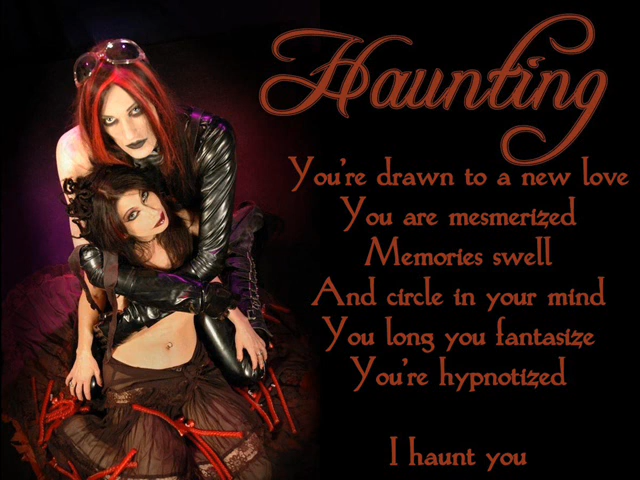 Haunting
You're drawn to a new love
You are mesmerized
Memories swell
And circle in your mind
You long you fantasize
You're hypnotized
I haunt you